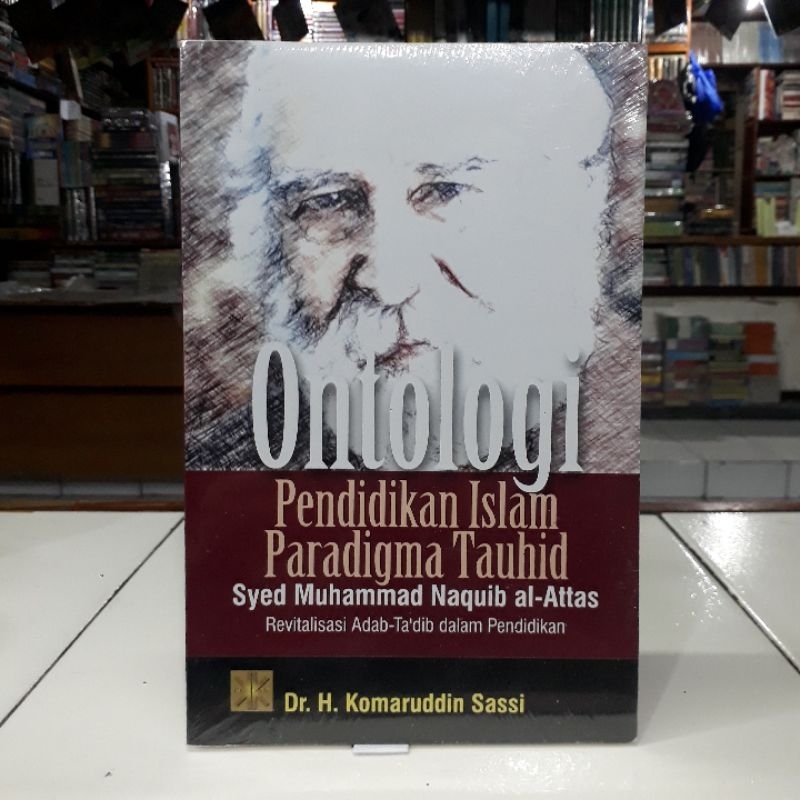 Ontologi
Pendidikan Islam
Paradigma Tauhid
Syed Muhammad Naquib al-Attas
Revitalisasi Adab-Ta'dib dalam Pendidikan
Dr. H. Komaruddin Sassi